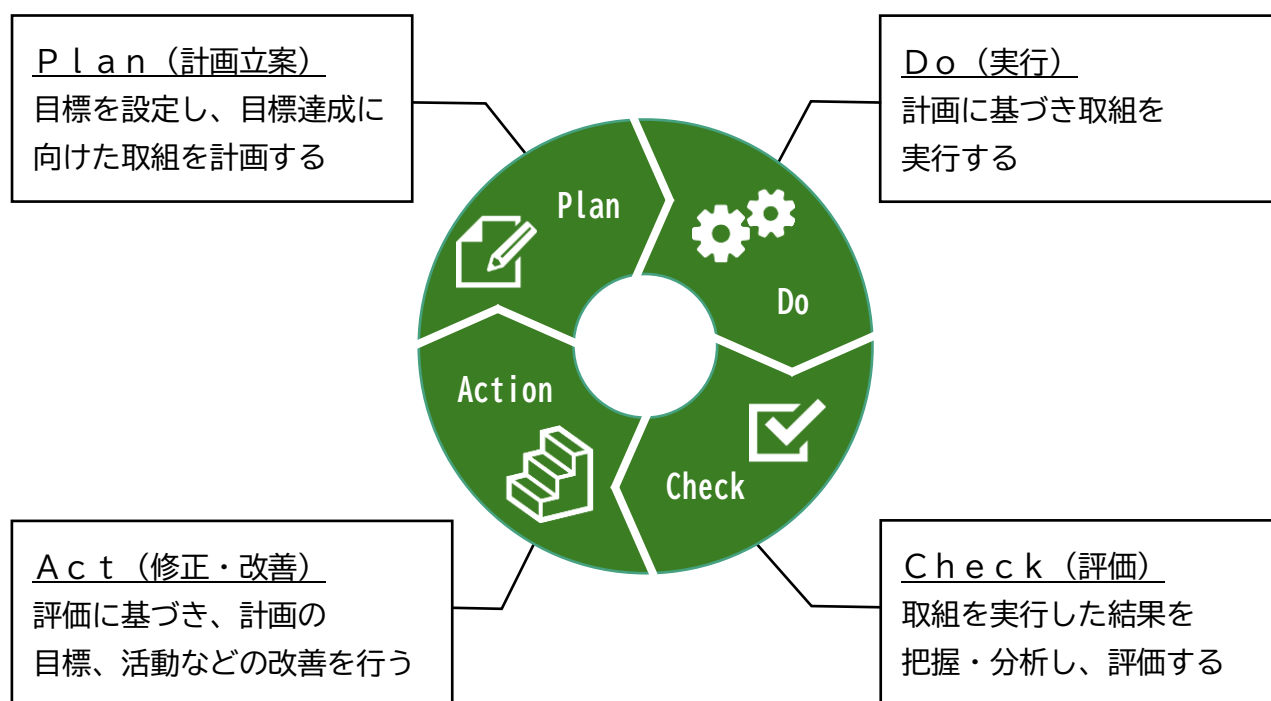 Ｐｌａｎ（計画立案）
目標を設定し、目標達成に
向けた取組を計画する
Ｄｏ（実行）
計画に基づき取組を
実行する
Plan
Do
Action
Check
Ａｃｔ（修正・改善）
評価に基づき、計画の
目標、活動などの改善を行う
Ｃｈｅｃｋ（評価）
取組を実行した結果を
把握・分析し、評価する